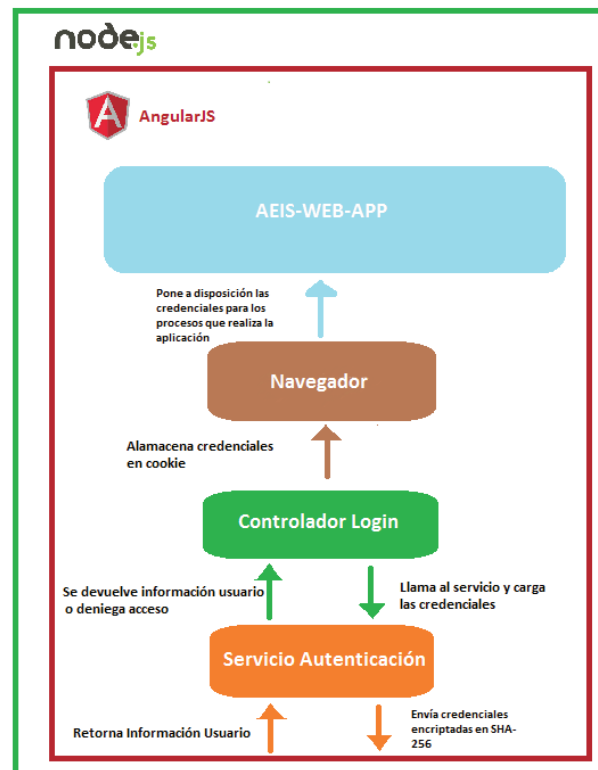 node.js
AngularJS
AEIS-WEB-APP
Pone a disposición las
credenciales para los
procesos que realiza la
aplicación
Navegador
Alamacena credenciales
en cookie
Controlador Login
Se devuelve información usuario
o deniega acceso
Llama al servicio y carga
las credenciales
Servicio Autenticación
Retorna Información Usuario
Envía credenciales
encriptadas en SHA-
256